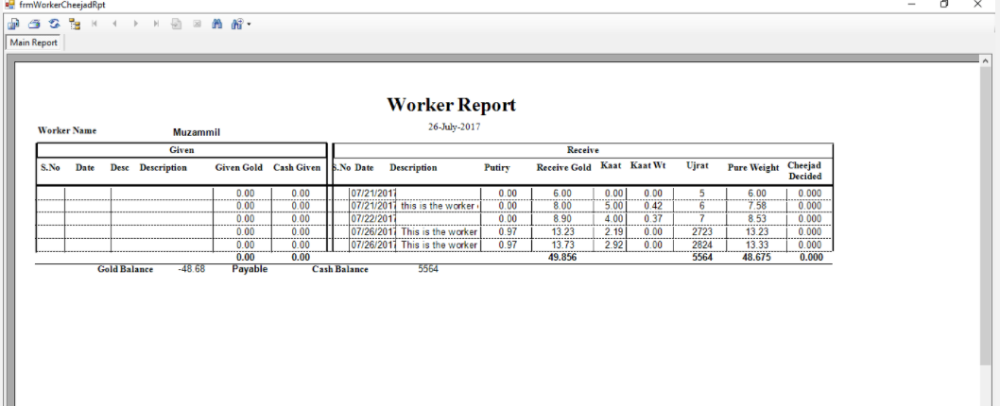 frmWorkerCheejadRpt
Main Report
Worker Report
26-July-2017
Worker Name Muzammil
Given Receive
S.No Date Desc Description Given Gold Cash Given S.No Date Description Putiry Receive Gold Kaat Kaat Wt Ujrat Pure Weight Cheejad Decided
0.00 0.00 07/21/2017 0.00 6.00 0.00 0.00 5 6.00 0.000
0.00 0.00 07/21/2017 this is the worker 0.00 8.00 5.00 0.42 6 7.58 0.000
0.00 0.00 07/22/2017 0.00 8.90 4.00 0.37 7 8.53 0.000
0.00 0.00 07/26/2017 This is the worker 0.97 13.23 2.19 0.00 2723 13.23 0.000
0.00 0.00 07/26/2017 This is the worker 0.97 13.73 2.92 0.00 2824 13.33 0.000
0.00 0.00 49.856 5564 48.675 0.000
Gold Balance -48.68 Payable Cash Balance 5564